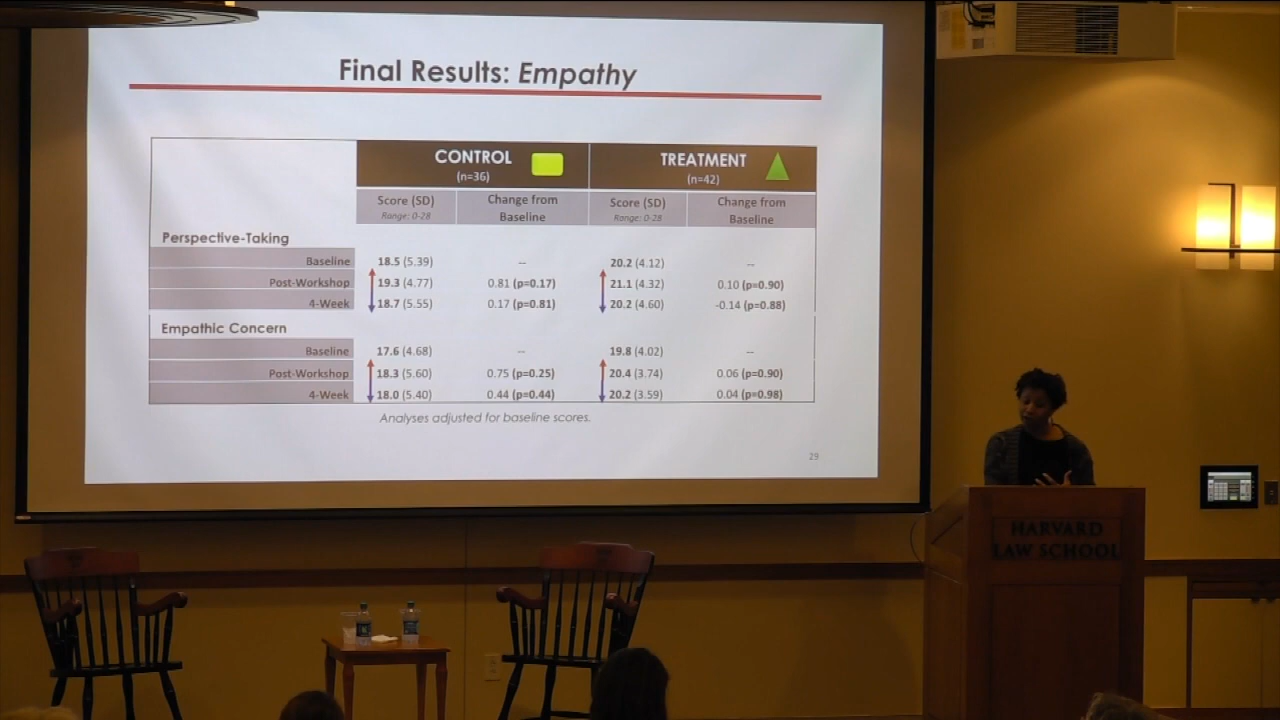 Final Results: Empathy
CONTROL
(n=36)
TREATMENT
(n=42)
Score (SD)
Range: 0-28
Change from
Baseline
Score (SD)
Range: 0-28
Change from
Baseline
Perspective-Taking
Baseline 18.5 (5.39) -- 20.2 (4.12) --
Post-Workshop 19.3 (4.77) 0.81 (p=0.17) 21.1 (4.32) 0.10 (p=0.90)
4-Week 18.7 (5.55) 0.17 (p=0.81) 20.2 (4.60) -0.14 (p=0.88)
Empathic Concern
Baseline 17.6 (4.68) -- 19.8 (4.02) --
Post-Workshop 18.3 (5.60) 0.75 (p=0.25) 20.4 (3.74) 0.06 (p=0.90)
4-Week 18.0 (5.40) 0.44 (p=0.44) 20.2 (3.59) 0.04 (p=0.98)
Analyses adjusted for baseline scores.
29
HARVARD
LAW SCHOOL